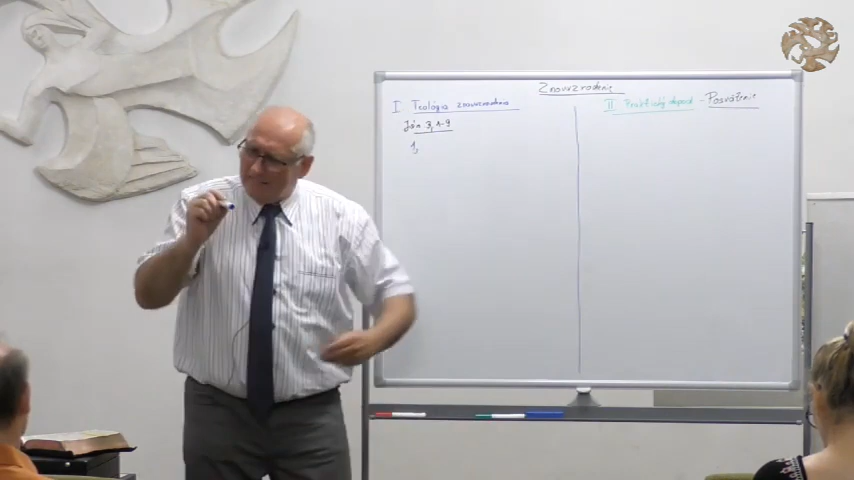 Znovuzrodenie
I Teológia znovuzrodenia
Ján 3, 1-9
1,
II Praktický dopad - Posvätenie